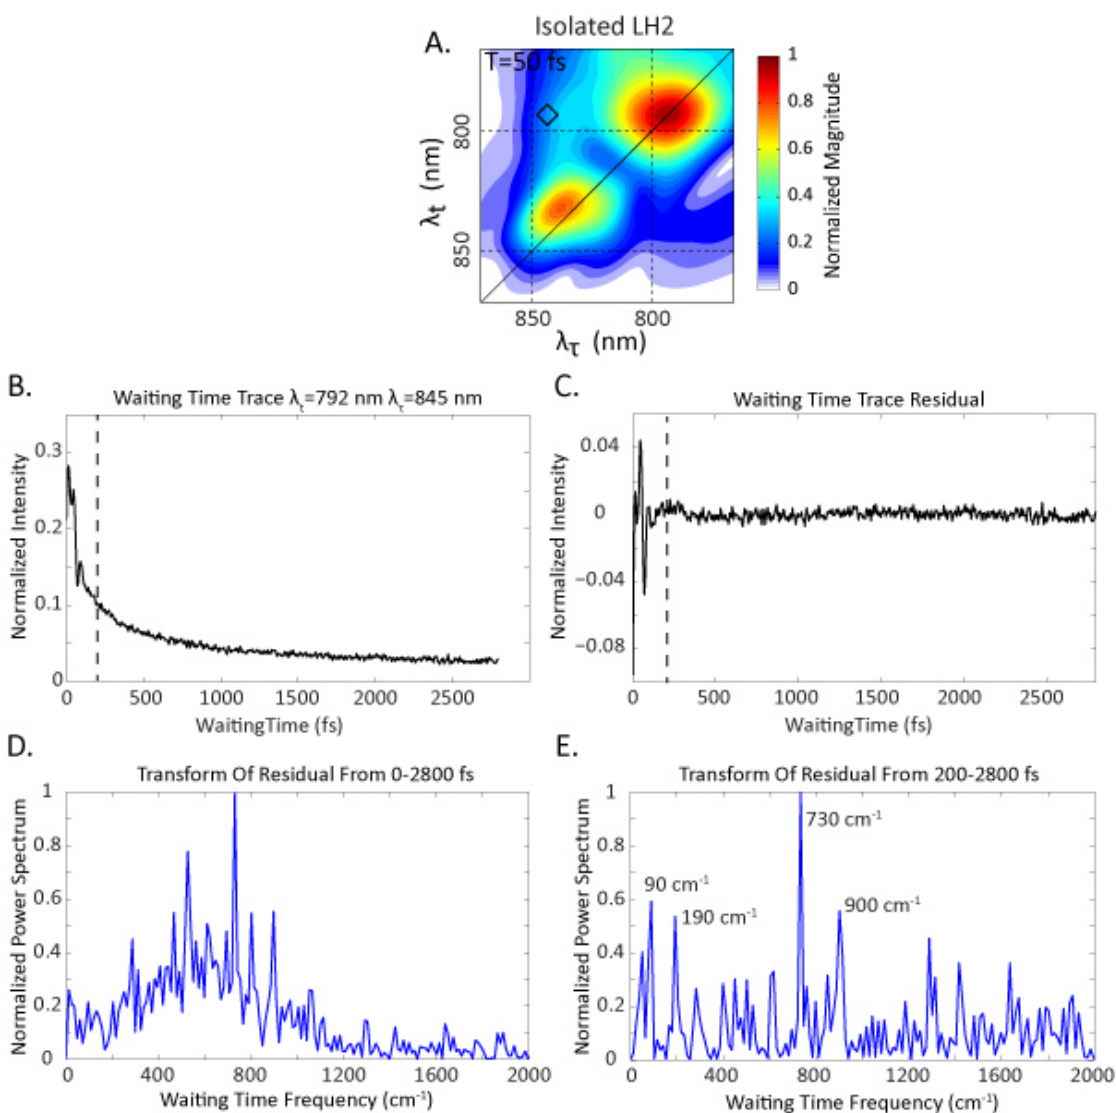 Isolated LH2
A.
T=50 fs
800
850
λt (nm)
850 800
λτ (nm)
1
0.8
0.6
0.4
0.2
0
Normalized Magnitude
B.
Waiting Time Trace λt=792 nm λτ=845 nm
0.3
0.2
0.1
0
Normalized Intensity
0 500 1000 1500 2000 2500
WaitingTime (fs)
C.
Waiting Time Trace Residual
0.04
0
−0.04
−0.08
Normalized Intensity
0 500 1000 1500 2000 2500
WaitingTime (fs)
D.
Transform Of Residual From 0-2800 fs
1
0.8
0.6
0.4
0.2
0
Normalized Power Spectrum
0 400 800 1200 1600 2000
Waiting Time Frequency (cm⁻¹)
E.
Transform Of Residual From 200-2800 fs
1
0.8
0.6
0.4
0.2
0
Normalized Power Spectrum
730 cm⁻¹
90 cm⁻¹
190 cm⁻¹
900 cm⁻¹
0 400 800 1200 1600 2000
Waiting Time Frequency (cm⁻¹)